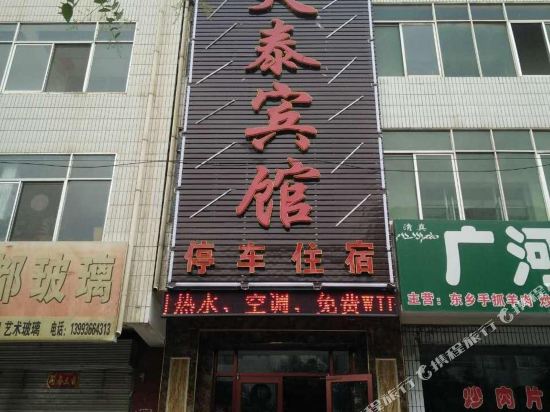 泰宾馆
停车住宿
热水、空调、免费WI
都玻璃
艺术玻璃 电话:13993664313
清真
广河
主营:东乡手抓羊肉 炒
炒肉片
携程旅行